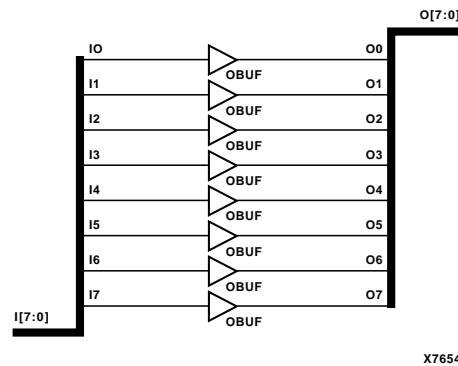 O[7:0]
IO O0
OBUF
I1 O1
OBUF
I2 O2
OBUF
I3 O3
OBUF
I4 O4
OBUF
I5 O5
OBUF
I6 O6
OBUF
I7 O7
I[7:0] OBUF
X7654